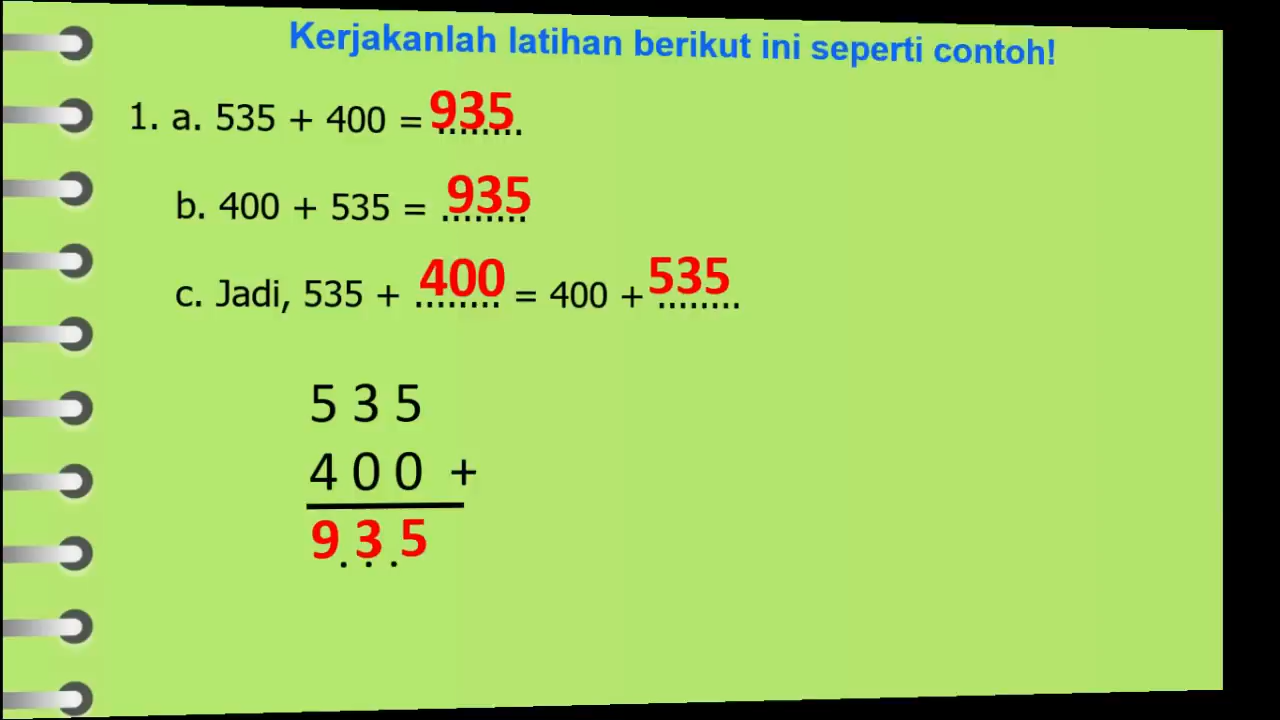 Kerjakanlah latihan berikut ini seperti contoh!
1. a. 535 + 400 = 935
b. 400 + 535 = 935
c. Jadi, 535 + 400 = 400 + 535
5 3 5
4 0 0 +
9 3 5